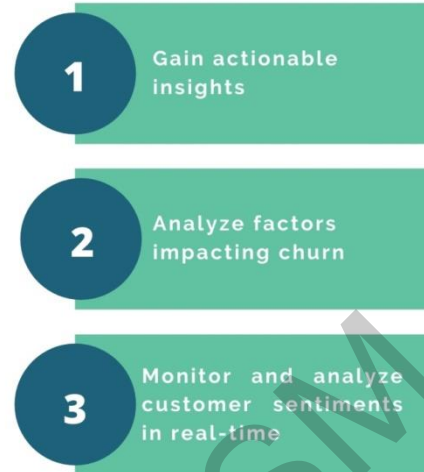 1
Gain actionable
insights
2
Analyze factors
impacting churn
3
Monitor and analyze
customer sentiments
in real-time